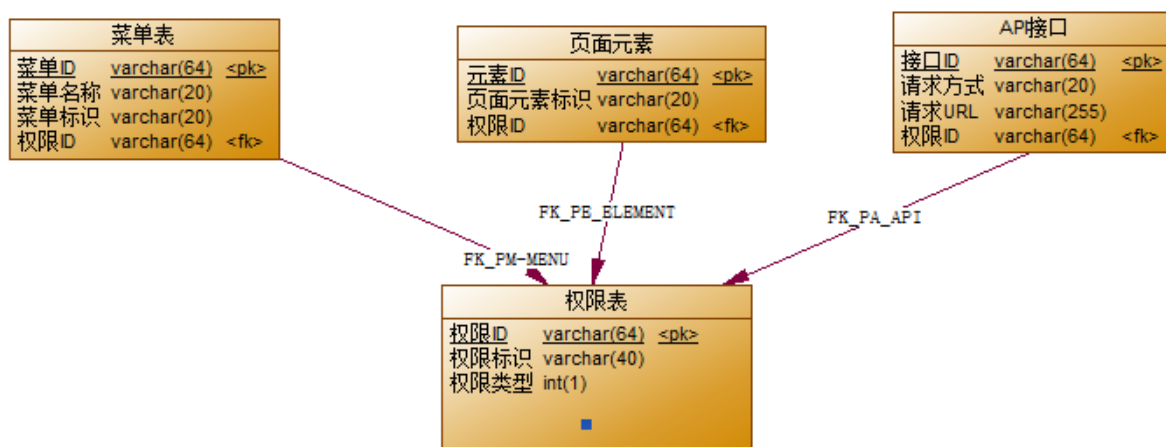 菜单表
菜单ID varchar(64) <pk>
菜单名称 varchar(20)
菜单标识 varchar(20)
权限ID varchar(64) <fk>
页面元素
元素ID varchar(64) <pk>
页面元素标识 varchar(20)
权限ID varchar(64) <fk>
API接口
接口ID varchar(64) <pk>
请求方式 varchar(20)
请求URL varchar(255)
权限ID varchar(64) <fk>
FK_PM-MENU
FK_PE_ELEMENT
FK_PA_API
权限表
权限ID varchar(64) <pk>
权限标识 varchar(40)
权限类型 int(1)